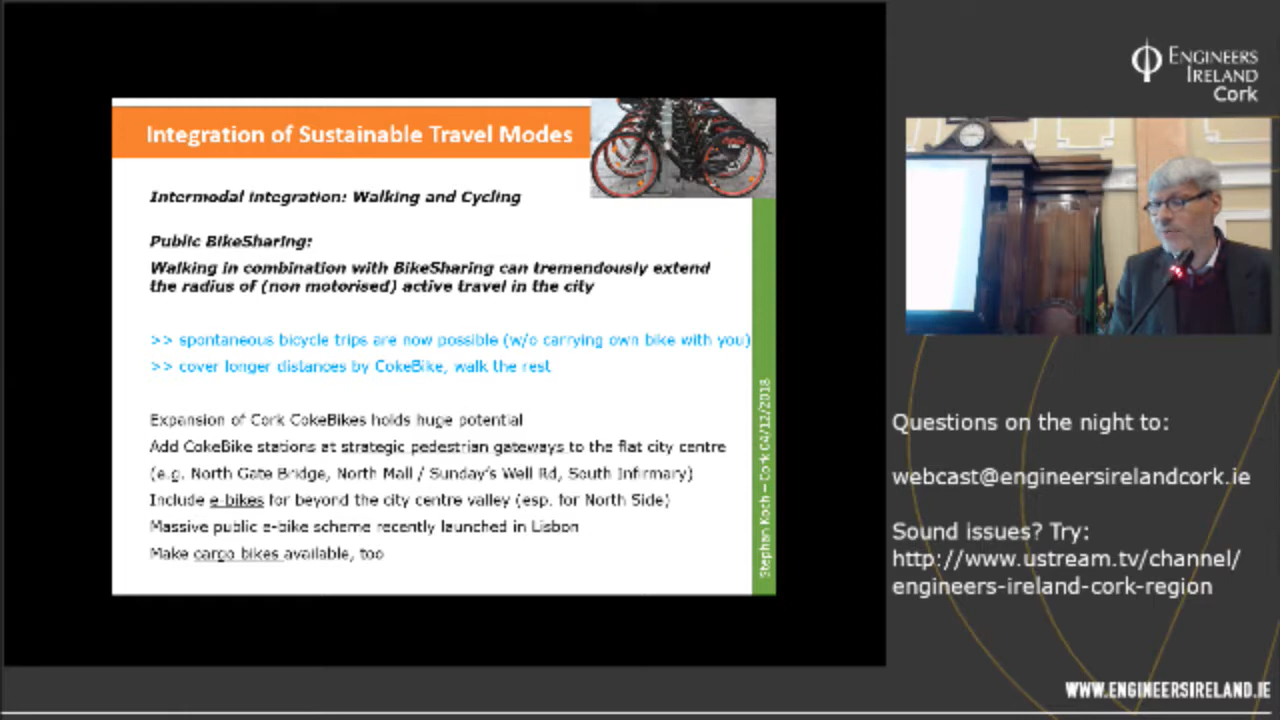 Integration of Sustainable Travel Modes
Intermodal Integration: Walking and Cycling
Public BikeSharing:
Walking in combination with BikeSharing can tremendously extend
the radius of (non motorised) active travel in the city
>> spontaneous bicycle trips are now possible (w/o carrying own bike with you)
>> cover longer distances by CokeBike, walk the rest
Expansion of Cork CokeBikes holds huge potential
Add CokeBike stations at strategic pedestrian gateways to the flat city centre
(e.g. North Gate Bridge, North Mall / Sunday's Well Rd, South Infirmary)
Include e-bikes for beyond the city centre valley (esp. for North Side)
Massive public e-bike scheme recently launched in Lisbon
Make cargo bikes available, too
Stephan Koch – Cork 04/12/2018
ENGINEERS
IRELAND
Cork
Questions on the night to:
webcast@engineersirelandcork.ie
Sound issues? Try:
http://www.ustream.tv/channel/
engineers-ireland-cork-region
WWW.ENGINEERSIRELAND.IE